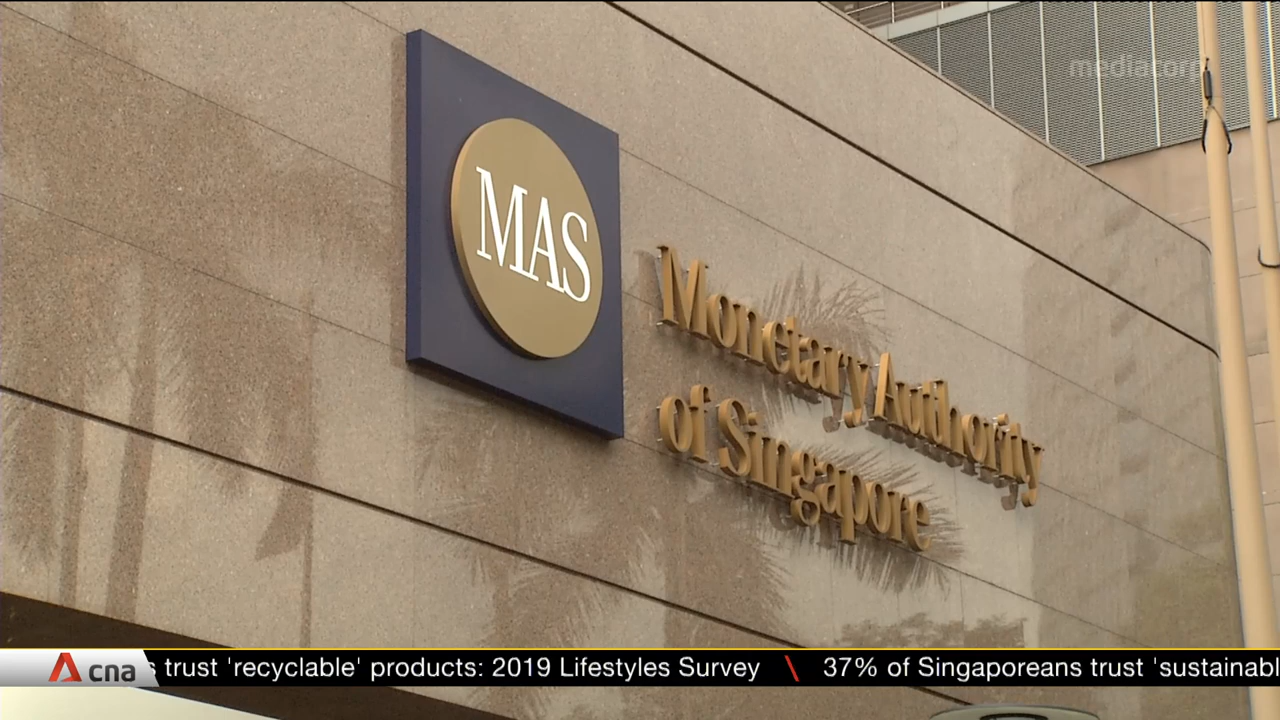 mediacorp
MAS
Monetary Authority
of Singapore
cna
trust 'recyclable' products: 2019 Lifestyles Survey \ 37% of Singaporeans trust 'sustainabl